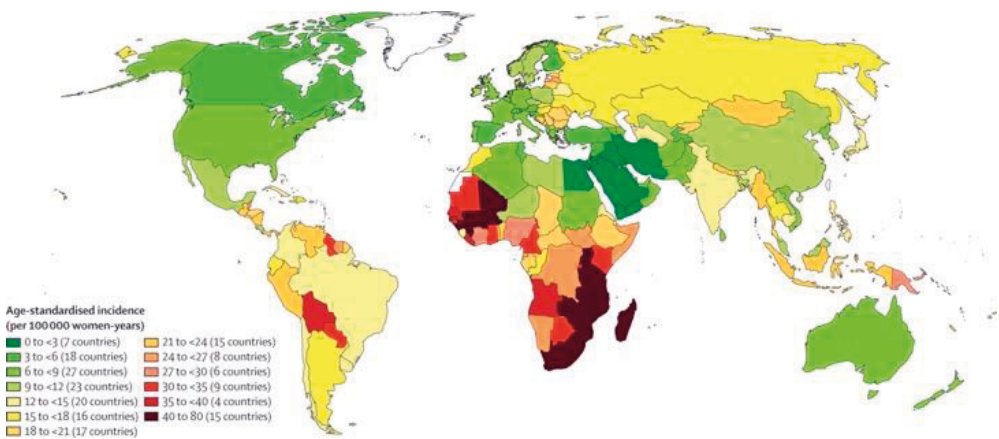 Age-standardised incidence
(per 100 000 women-years)
0 to <3 (7 countries)
3 to <6 (18 countries)
6 to <9 (27 countries)
9 to <12 (23 countries)
12 to <15 (20 countries)
15 to <18 (16 countries)
18 to <21 (17 countries)
21 to <24 (15 countries)
24 to <27 (8 countries)
27 to <30 (6 countries)
30 to <35 (9 countries)
35 to <40 (4 countries)
40 to 80 (15 countries)